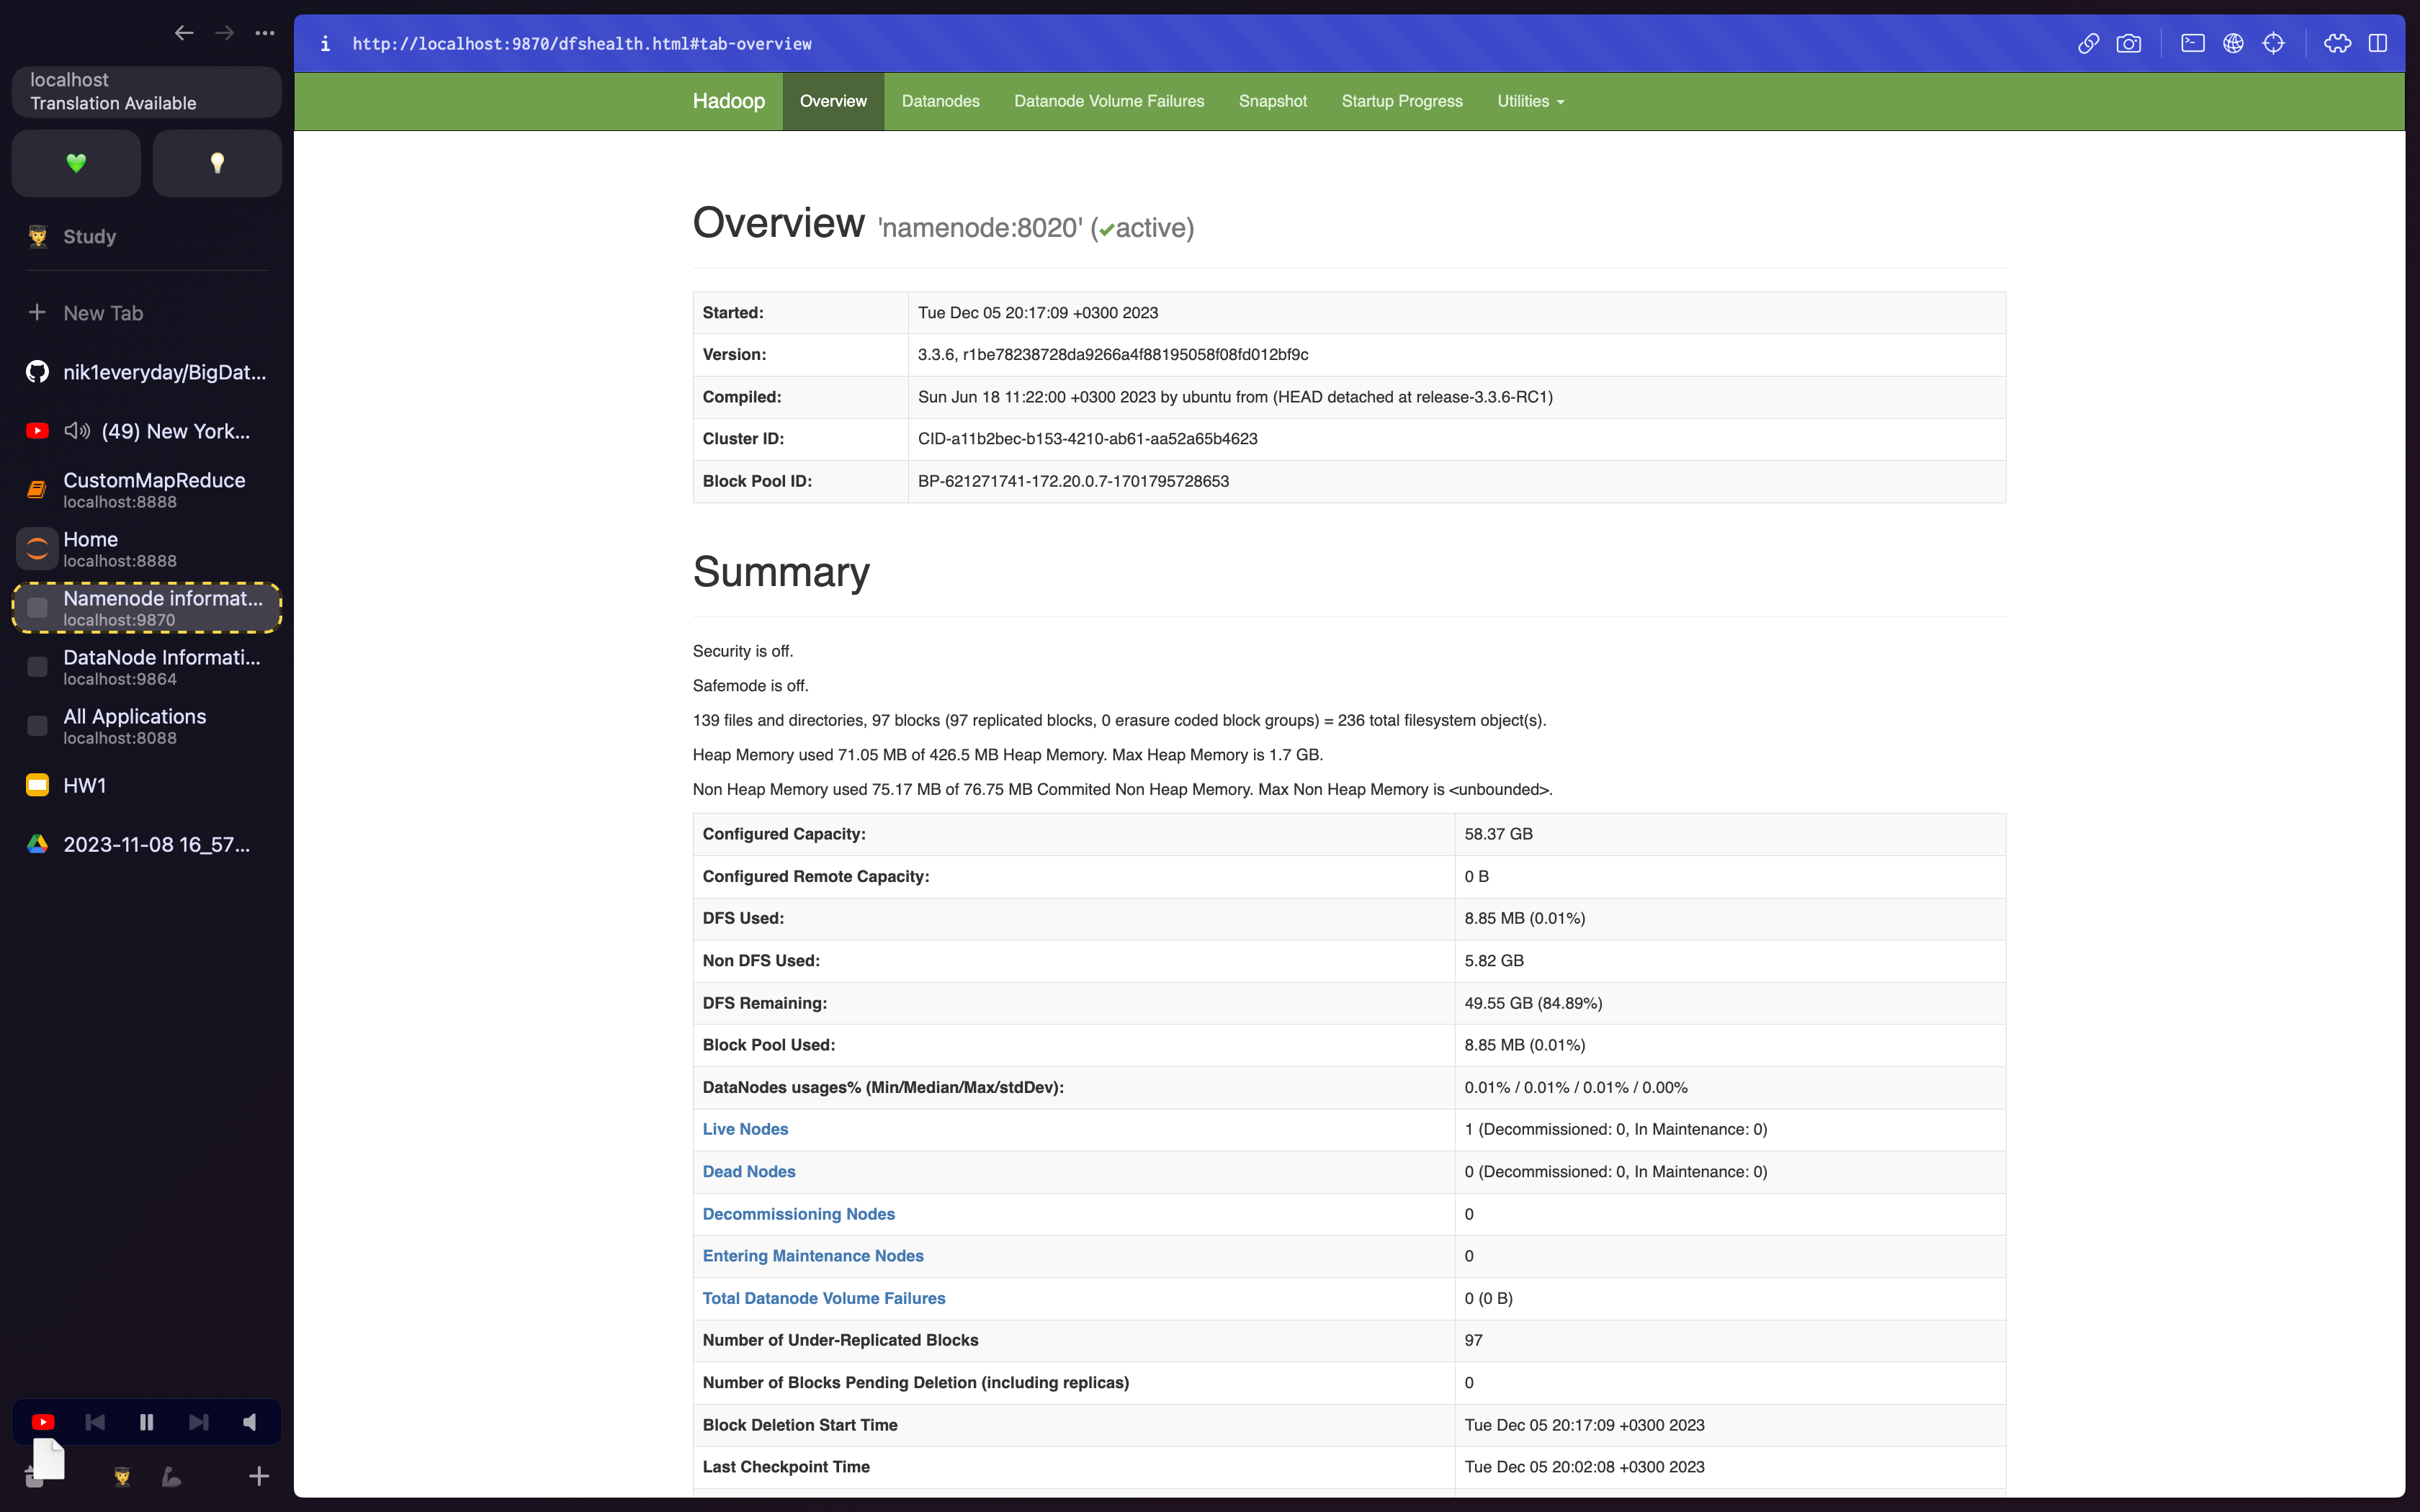 http://localhost:9870/dfshealth.html#tab-overview
localhost
Translation Available
Study
New Tab
nik1everyday/BigDat...
(49) New York...
CustomMapReduce
localhost:8888
Home
localhost:8888
Namenode informat...
localhost:9870
DataNode Informati...
localhost:9864
All Applications
localhost:8088
HW1
2023-11-08 16_57...
Hadoop Overview Datanodes Datanode Volume Failures Snapshot Startup Progress Utilities
Overview 'namenode:8020' (✔active)
Started: Tue Dec 05 20:17:09 +0300 2023
Version: 3.3.6, r1be78238728da9266a4f88195058f08fd012bf9c
Compiled: Sun Jun 18 11:22:00 +0300 2023 by ubuntu from (HEAD detached at release-3.3.6-RC1)
Cluster ID: CID-a11b2bec-b153-4210-ab61-aa52a65b4623
Block Pool ID: BP-621271741-172.20.0.7-1701795728653
Summary
Security is off.
Safemode is off.
139 files and directories, 97 blocks (97 replicated blocks, 0 erasure coded block groups) = 236 total filesystem object(s).
Heap Memory used 71.05 MB of 426.5 MB Heap Memory. Max Heap Memory is 1.7 GB.
Non Heap Memory used 75.17 MB of 76.75 MB Commited Non Heap Memory. Max Non Heap Memory is <unbounded>.
Configured Capacity: 58.37 GB
Configured Remote Capacity: 0 B
DFS Used: 8.85 MB (0.01%)
Non DFS Used: 5.82 GB
DFS Remaining: 49.55 GB (84.89%)
Block Pool Used: 8.85 MB (0.01%)
DataNodes usages% (Min/Median/Max/stdDev): 0.01% / 0.01% / 0.01% / 0.00%
Live Nodes 1 (Decommissioned: 0, In Maintenance: 0)
Dead Nodes 0 (Decommissioned: 0, In Maintenance: 0)
Decommissioning Nodes 0
Entering Maintenance Nodes 0
Total Datanode Volume Failures 0 (0 B)
Number of Under-Replicated Blocks 97
Number of Blocks Pending Deletion (including replicas) 0
Block Deletion Start Time Tue Dec 05 20:17:09 +0300 2023
Last Checkpoint Time Tue Dec 05 20:02:08 +0300 2023